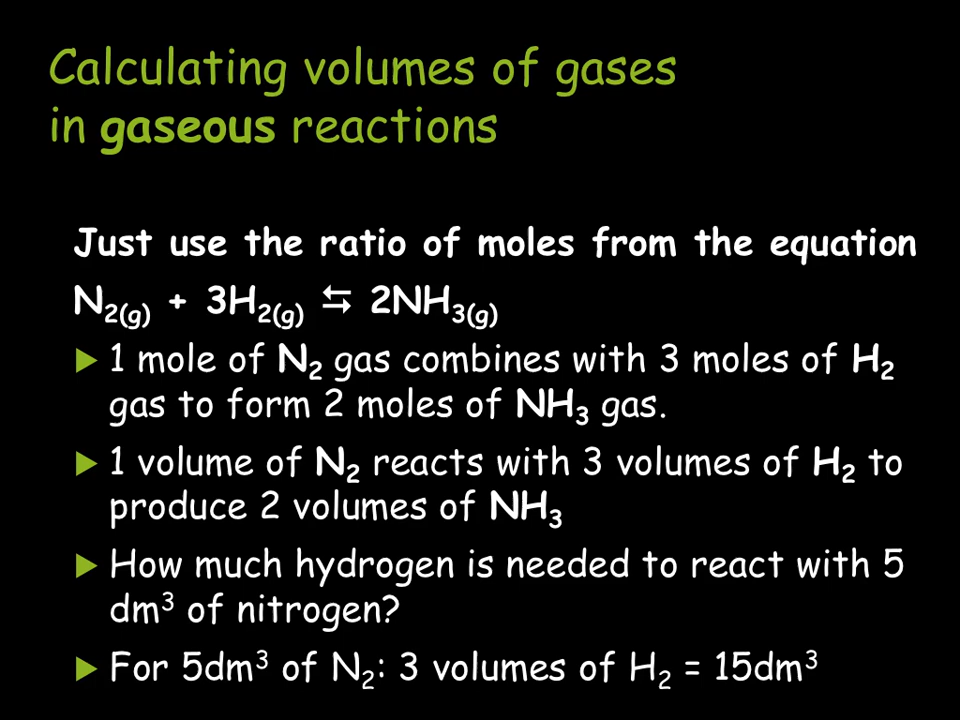 Calculating volumes of gases
in gaseous reactions
Just use the ratio of moles from the equation
N₂(g) + 3H₂(g) ⇆ 2NH₃(g)
▶ 1 mole of N₂ gas combines with 3 moles of H₂
gas to form 2 moles of NH₃ gas.
▶ 1 volume of N₂ reacts with 3 volumes of H₂ to
produce 2 volumes of NH₃
▶ How much hydrogen is needed to react with 5
dm³ of nitrogen?
▶ For 5dm³ of N₂: 3 volumes of H₂ = 15dm³